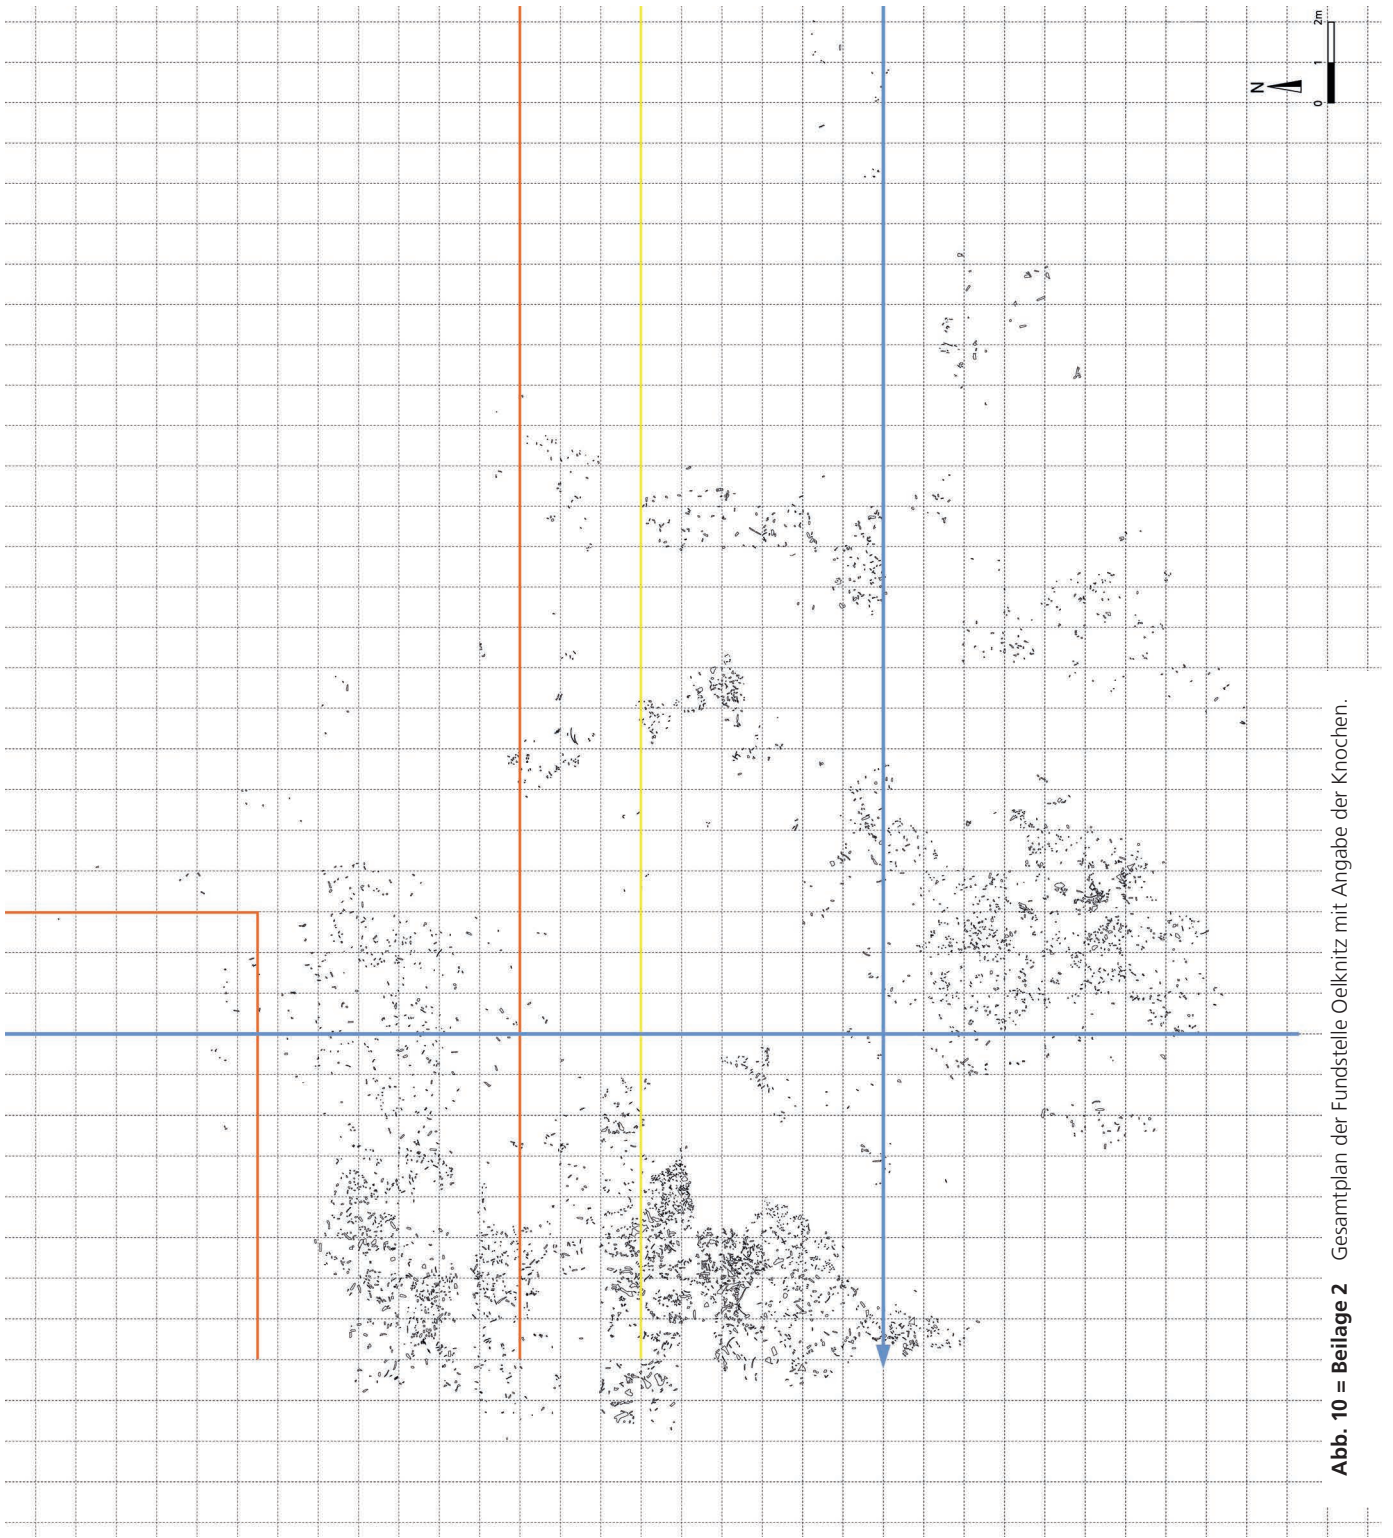 N
0 1 2m
Abb. 10 = Beilage 2 Gesamtplan der Fundstelle Oelknitz mit Angabe der Knochen.